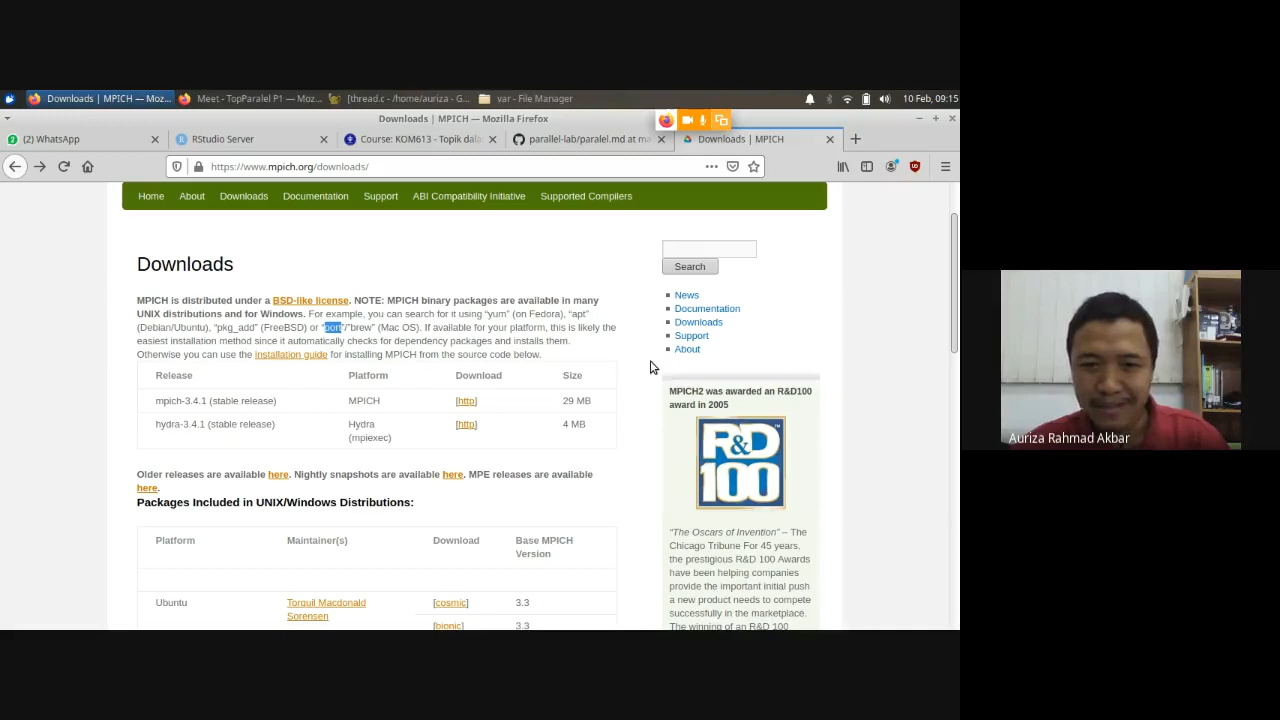 Downloads | MPICH — Moz...
Meet - TopParalel P1 — Moz...
[thread.c - /home/auriza - G...
var - File Manager
10 Feb, 09:15
Downloads | MPICH — Mozilla Firefox
(2) WhatsApp
RStudio Server
Course: KOM613 - Topik dala
parallel-lab/paralel.md at ma
Downloads | MPICH
https://www.mpich.org/downloads/
Home
About
Downloads
Documentation
Support
ABI Compatibility Initiative
Supported Compilers
Downloads
MPICH is distributed under a BSD-like license. NOTE: MPICH binary packages are available in many
UNIX distributions and for Windows. For example, you can search for it using “yum” (on Fedora), “apt”
(Debian/Ubuntu), “pkg_add” (FreeBSD) or “port”/“brew” (Mac OS). If available for your platform, this is likely the
easiest installation method since it automatically checks for dependency packages and installs them.
Otherwise you can use the installation guide for installing MPICH from the source code below.
Release Platform Download Size
mpich-3.4.1 (stable release) MPICH [http] 29 MB
hydra-3.4.1 (stable release) Hydra [http] 4 MB
(mpiexec)
Older releases are available here. Nightly snapshots are available here. MPE releases are available
here.
Packages Included in UNIX/Windows Distributions:
Platform Maintainer(s) Download Base MPICH
Version
Ubuntu Torquil Macdonald [cosmic] 3.3
Sorensen
[bionic] 3.3
Search
News
Documentation
Downloads
Support
About
MPICH2 was awarded an R&D100
award in 2005
R&D
100
TM
“The Oscars of Invention” – The
Chicago Tribune For 45 years,
the prestigious R&D 100 Awards
have been helping companies
provide the important initial push
a new product needs to compete
successfully in the marketplace.
The winning of an R&D 100
Auriza Rahmad Akbar